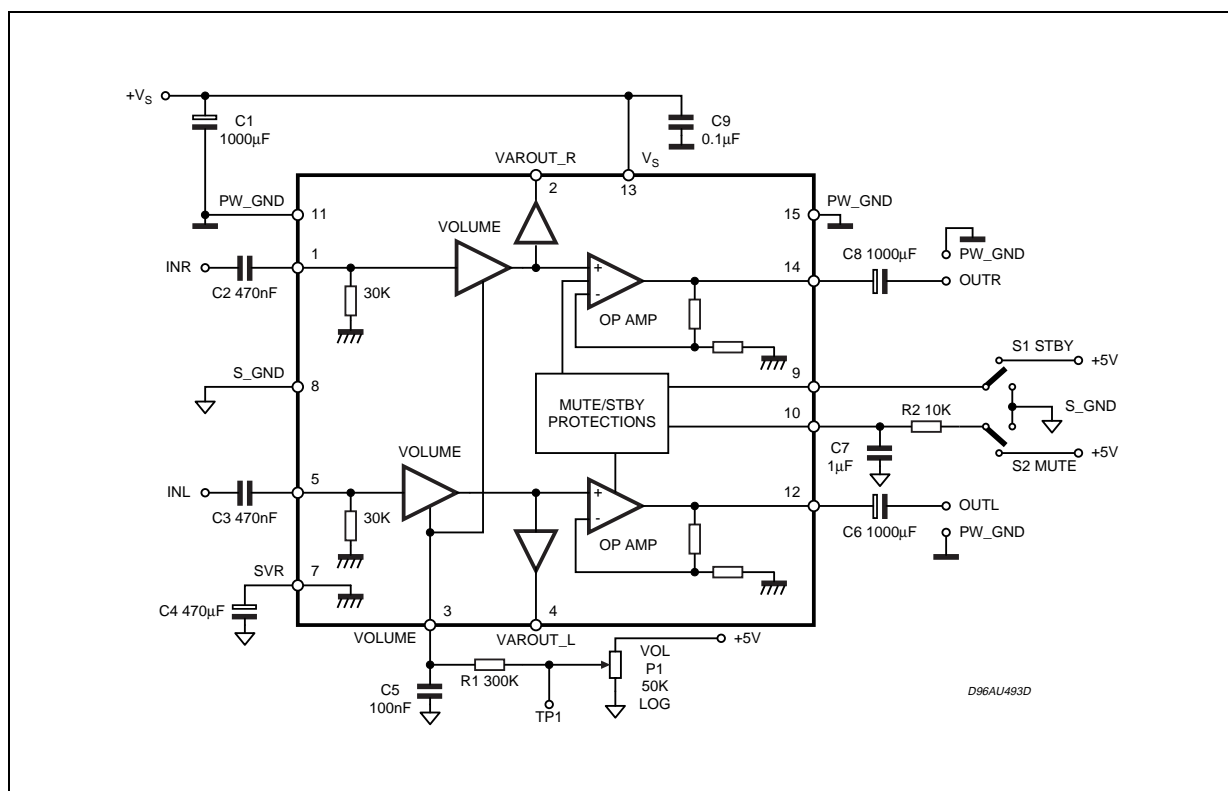 +VS
C1
1000µF
C9
0.1µF
VAROUT_R
VS
2
13
PW_GND
11
15
PW_GND
VOLUME
C8 1000µF
PW_GND
INR
1
14
OUTR
C2 470nF
30K
+
-
OP AMP
S1 STBY
+5V
S_GND
8
9
MUTE/STBY
PROTECTIONS
10
R2 10K
S_GND
VOLUME
C7
1µF
S2 MUTE
+5V
INL
5
12
OUTL
C3 470nF
30K
+
-
OP AMP
C6 1000µF
PW_GND
SVR
7
C4 470µF
3
4
VOLUME
VAROUT_L
+5V
R1 300K
VOL
P1
50K
LOG
C5
100nF
TP1
D96AU493D